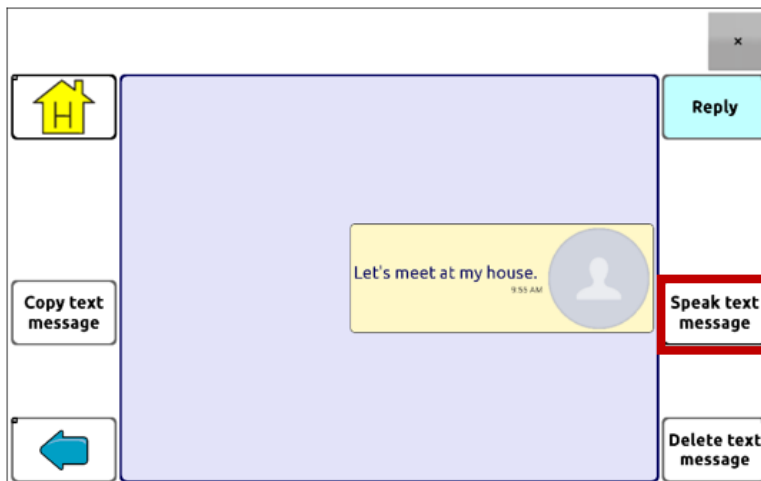 ×
H
Reply
Let's meet at my house.
9:55 AM
Copy text
message
Speak text
message
Delete text
message